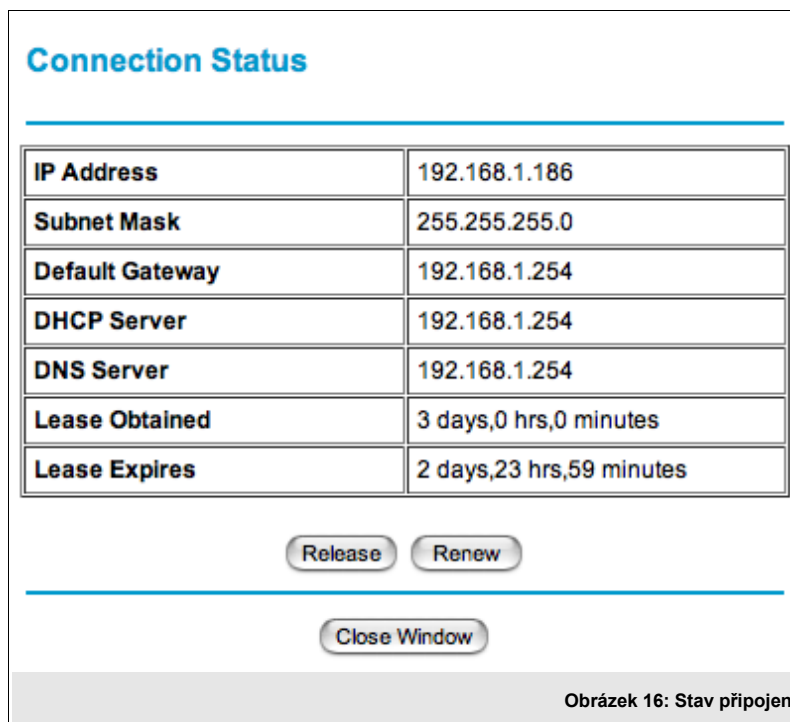 Connection Status
IP Address 192.168.1.186
Subnet Mask 255.255.255.0
Default Gateway 192.168.1.254
DHCP Server 192.168.1.254
DNS Server 192.168.1.254
Lease Obtained 3 days,0 hrs,0 minutes
Lease Expires 2 days,23 hrs,59 minutes
Release Renew
Close Window
Obrázek 16: Stav připojen